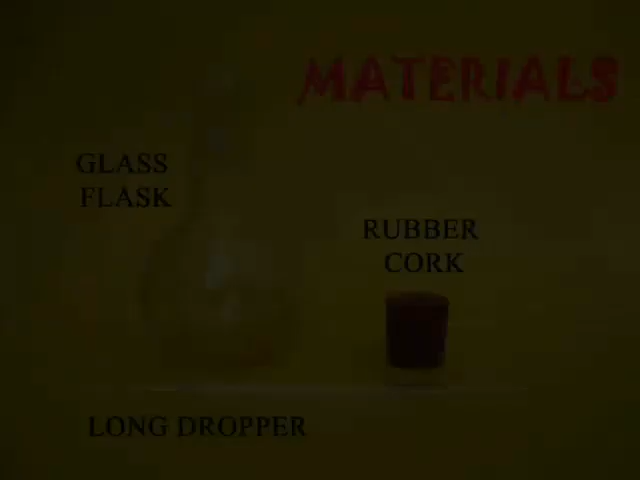 MATERIALS
GLASS
FLASK
RUBBER
CORK
LONG DROPPER